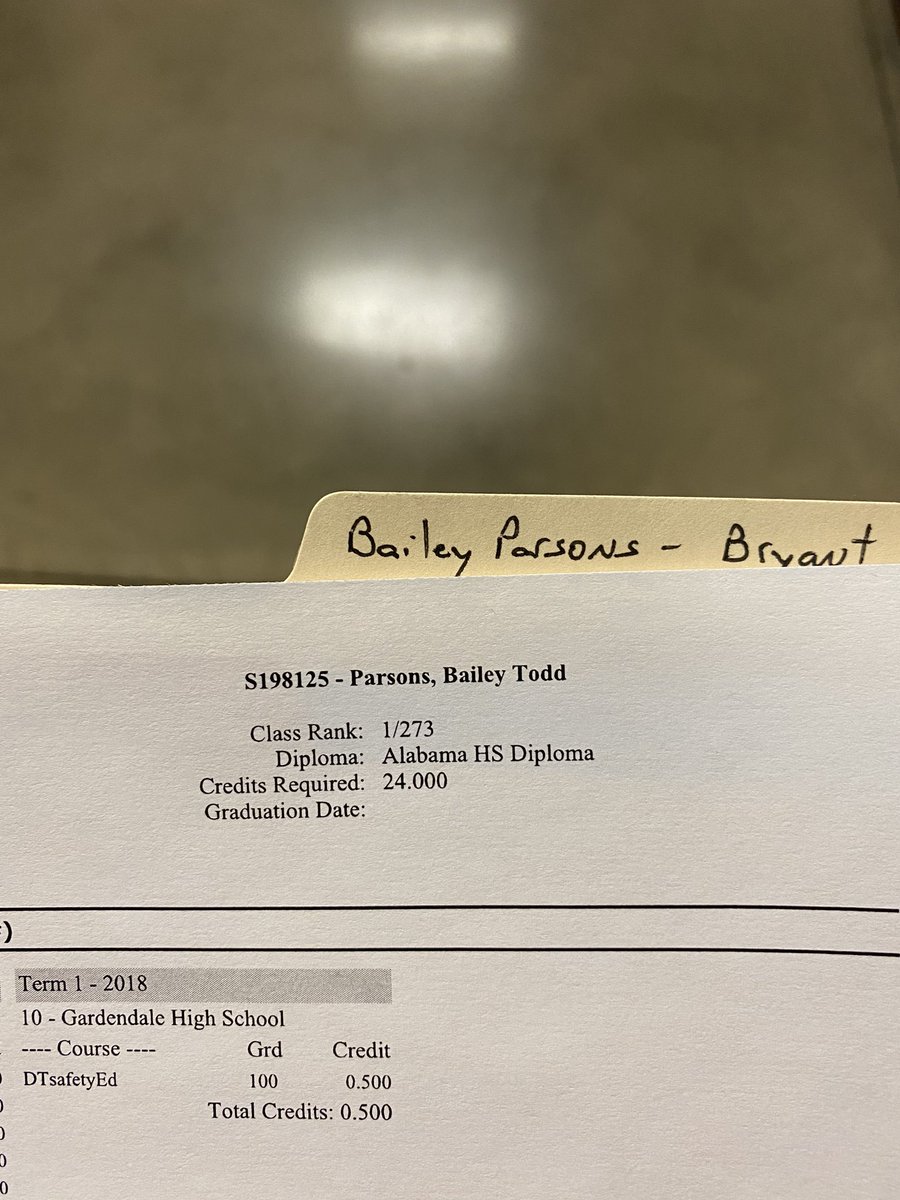 Bailey Parsons - Bryant
S198125 - Parsons, Bailey Todd
Class Rank: 1/273
Diploma: Alabama HS Diploma
Credits Required: 24.000
Graduation Date:
)
Term 1 - 2018
10 - Gardendale High School
---- Course ---- Grd Credit
DTsafetyEd 100 0.500
Total Credits: 0.500